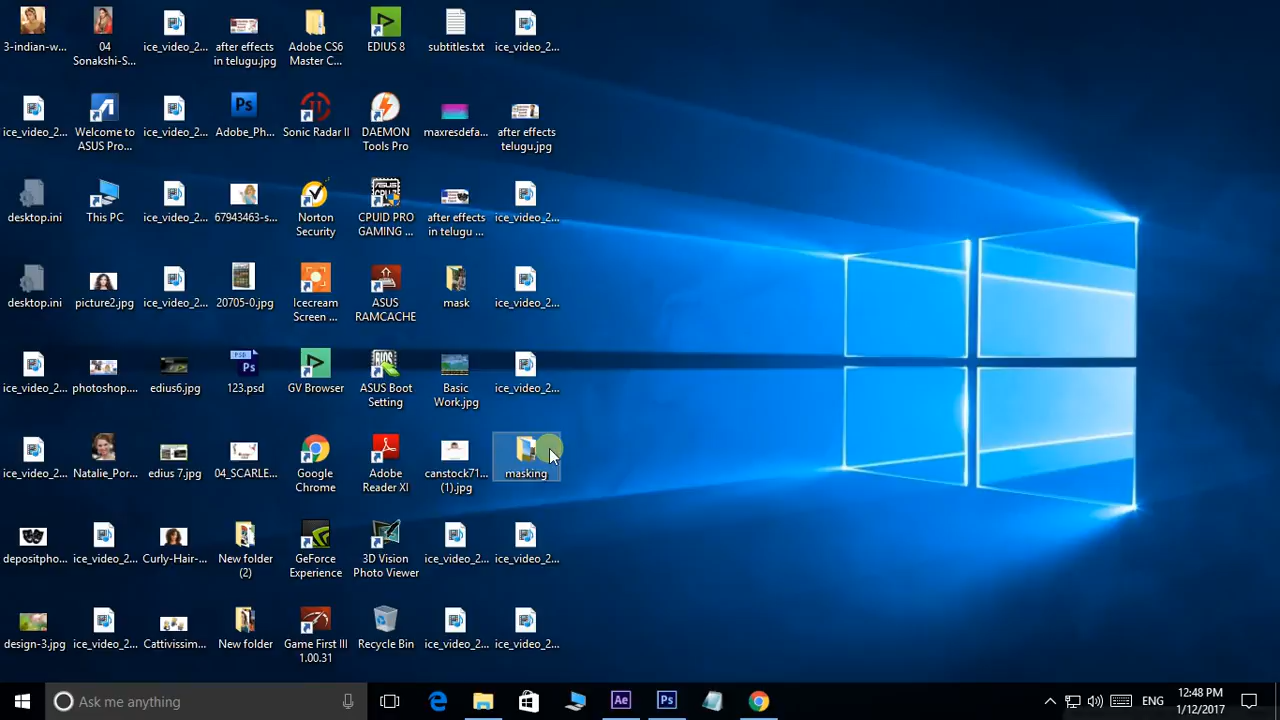 3-indian-w...
04
Sonakshi-S...
ice_video_2...
after effects
in telugu.jpg
Adobe CS6
Master C...
EDIUS 8
subtitles.txt
ice_video_2...
ice_video_2...
Welcome to
ASUS Pro...
ice_video_2...
Adobe_Ph...
Sonic Radar II
DAEMON
Tools Pro
maxresdefa...
after effects
telugu.jpg
desktop.ini
This PC
ice_video_2...
67943463-s...
Norton
Security
CPUID PRO
GAMING ...
after effects
in telugu ...
ice_video_2...
desktop.ini
picture2.jpg
ice_video_2...
20705-0.jpg
Icecream
Screen ...
ASUS
RAMCACHE
mask
ice_video_2...
ice_video_2...
photoshop....
edius6.jpg
123.psd
GV Browser
ASUS Boot
Setting
Basic
Work.jpg
ice_video_2...
ice_video_2...
Natalie_Por...
edius 7.jpg
04_SCARLE...
Google
Chrome
Adobe
Reader XI
canstock71...
(1).jpg
masking
depositpho...
ice_video_2...
Curly-Hair-...
New folder
(2)
GeForce
Experience
3D Vision
Photo Viewer
ice_video_2...
ice_video_2...
design-3.jpg
ice_video_2...
Cattivissim...
New folder
Game First III
1.00.31
Recycle Bin
ice_video_2...
ice_video_2...
Ask me anything
Ae
Ps
ENG
12:48 PM
1/12/2017